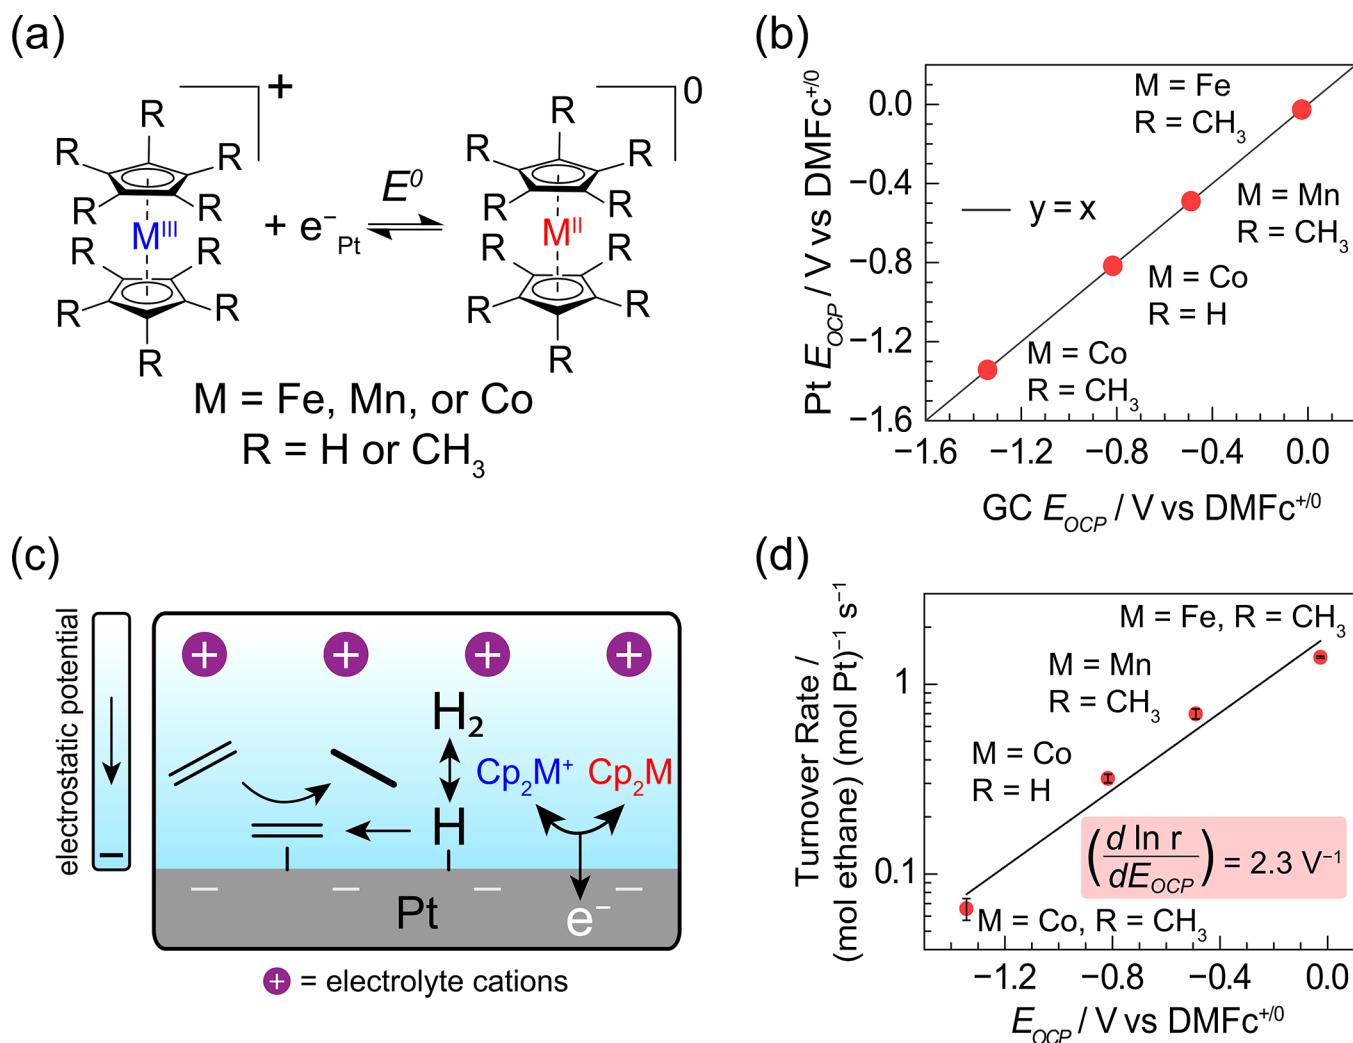 (a)
+
0
R
R
R
R
R
M^III
R
R
R
R
R
+ e⁻_Pt
E⁰
R
R
R
R
R
M^II
R
R
R
R
R
M = Fe, Mn, or Co
R = H or CH₃
(b)
Pt E_OCP / V vs DMFc⁺/⁰
0.0
−0.4
−0.8
−1.2
−1.6
M = Fe
R = CH₃
y = x
M = Mn
R = CH₃
M = Co
R = H
M = Co
R = CH₃
−1.6
−1.2
−0.8
−0.4
0.0
GC E_OCP / V vs DMFc⁺/⁰
(c)
electrostatic potential
−
+ + + +
H₂
Cp₂M⁺
Cp₂M
H
− − − −
Pt
e⁻
+ = electrolyte cations
(d)
Turnover Rate /
(mol ethane) (mol Pt)⁻¹ s⁻¹
1
0.1
M = Fe, R = CH₃
M = Mn
R = CH₃
M = Co
R = H
(d ln r / dE_OCP) = 2.3 V⁻¹
M = Co, R = CH₃
−1.2
−0.8
−0.4
0.0
E_OCP / V vs DMFc⁺/⁰